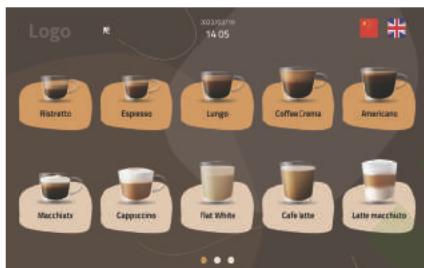 Logo
14 05
Ristretto
Espresso
Lungo
Coffee Crema
Americano
Macchiato
Cappuccino
Flat White
Cafe latte
Latte macchiato